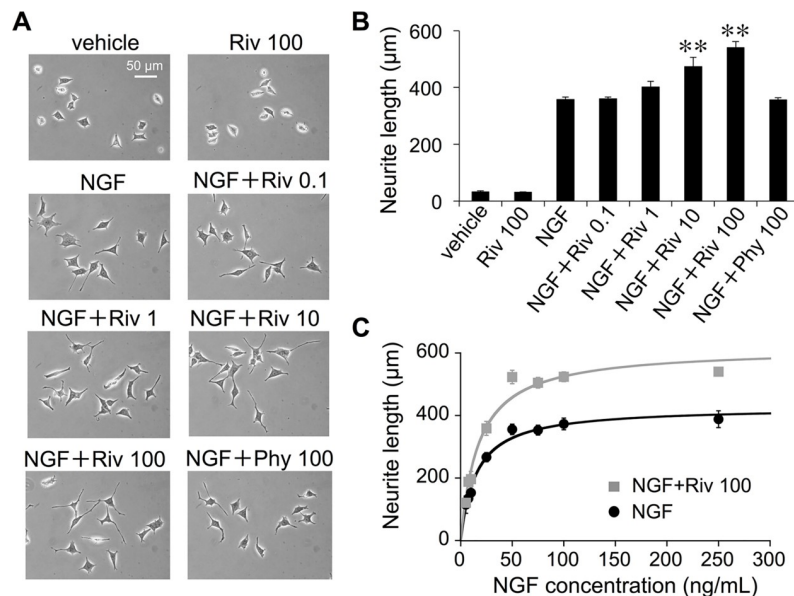 A
vehicle
Riv 100
50 μm
NGF
NGF+Riv 0.1
NGF+Riv 1
NGF+Riv 10
NGF+Riv 100
NGF+Phy 100
B
Neurite length (μm)
600
400
200
0
**
**
vehicle
Riv 100
NGF
NGF+Riv 0.1
NGF+Riv 1
NGF+Riv 10
NGF+Riv 100
NGF+Phy 100
C
Neurite length (μm)
600
400
200
0
0
50
100
150
200
250
300
NGF+Riv 100
NGF
NGF concentration (ng/mL)